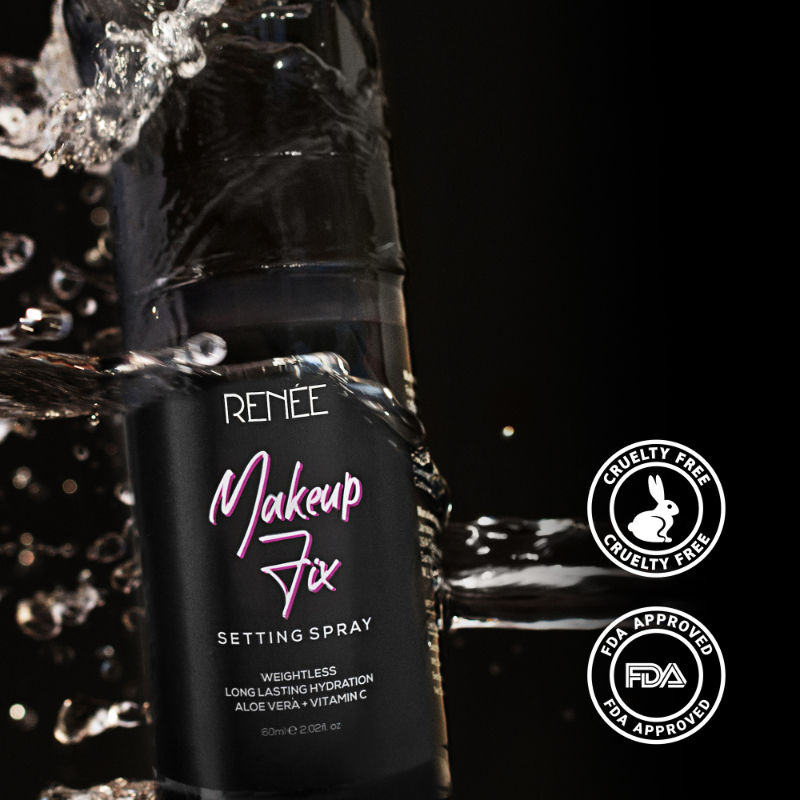 RENÉE
Makeup
Fix
SETTING SPRAY
WEIGHTLESS
LONG LASTING HYDRATION
ALOE VERA + VITAMIN C
60ml ℮ 2.02fl. oz
CRUELTY FREE
CRUELTY FREE
FDA APPROVED
FDA
FDA APPROVED